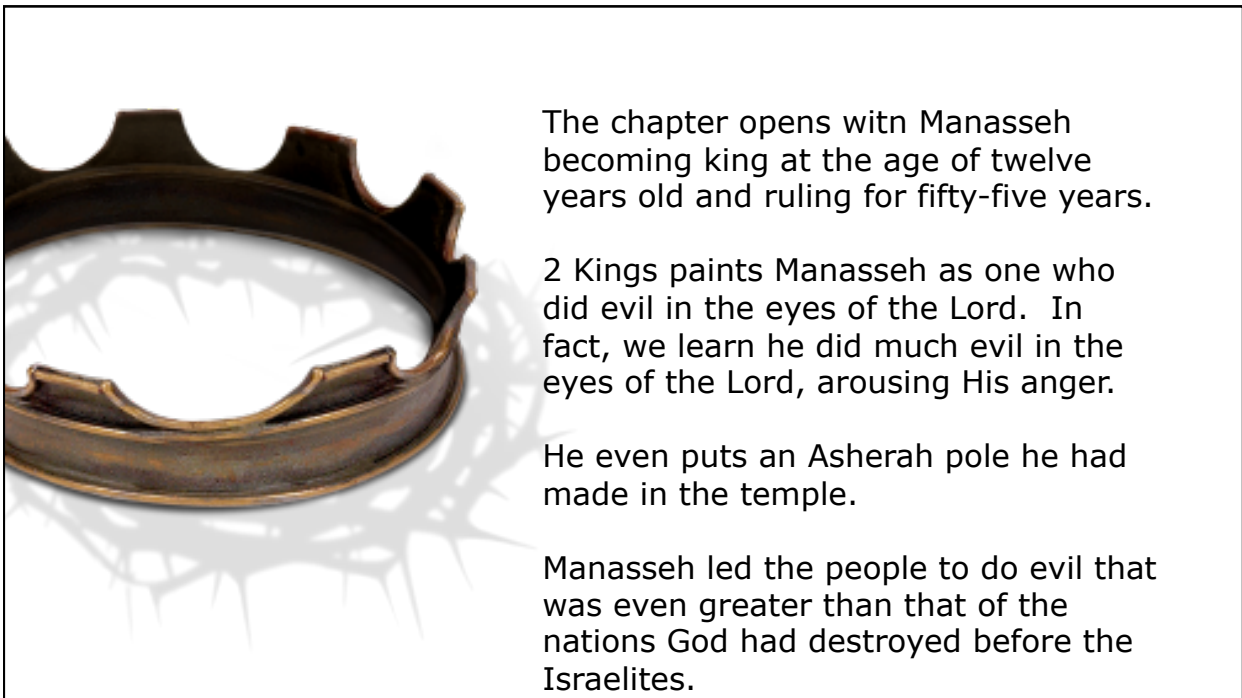 The chapter opens witn Manasseh
becoming king at the age of twelve
years old and ruling for fifty-five years.
2 Kings paints Manasseh as one who
did evil in the eyes of the Lord.  In
fact, we learn he did much evil in the
eyes of the Lord, arousing His anger.
He even puts an Asherah pole he had
made in the temple.
Manasseh led the people to do evil that
was even greater than that of the
nations God had destroyed before the
Israelites.